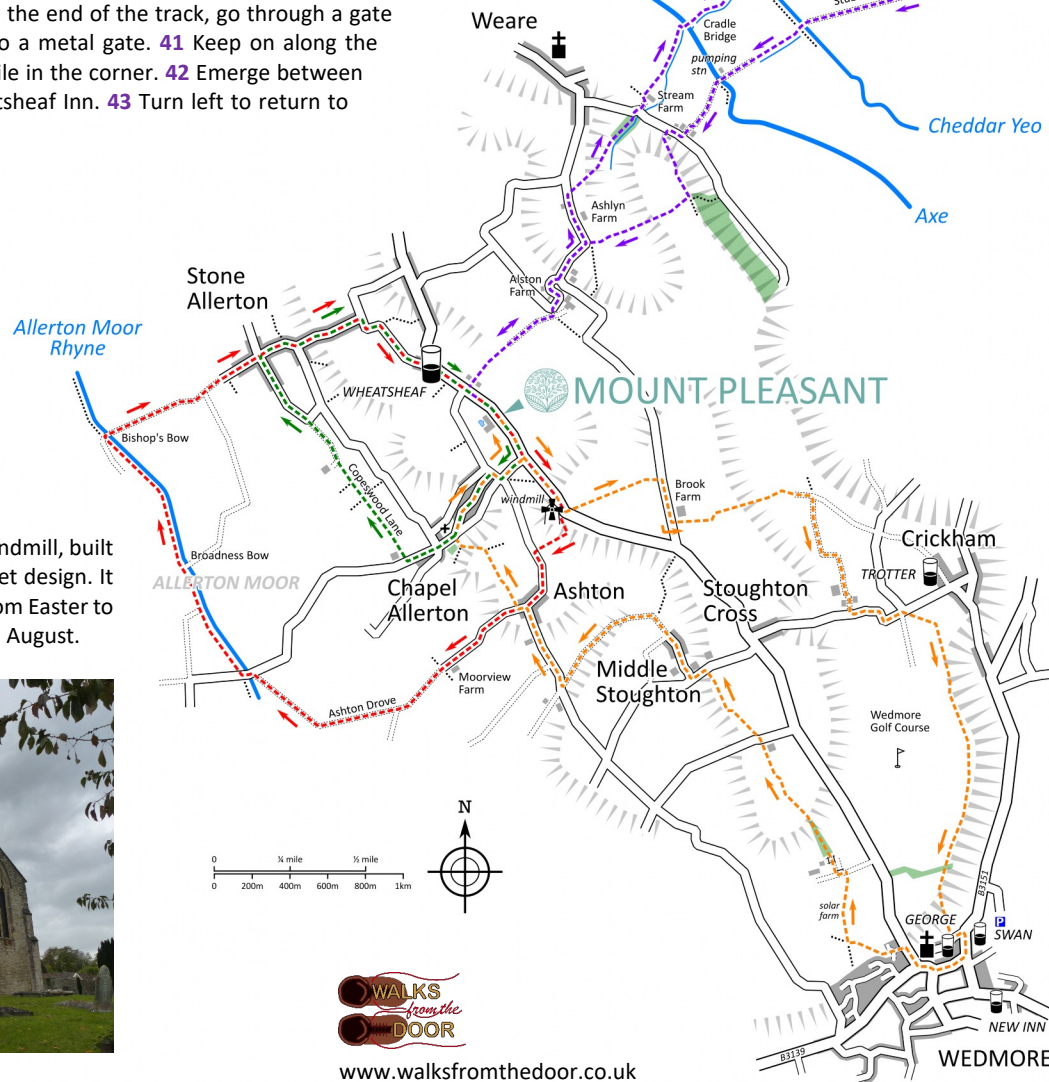 the end of the track, go through a gate
o a metal gate. 41 Keep on along the
ile in the corner. 42 Emerge between
tsheaf Inn. 43 Turn left to return to
Weare
Cradle
Bridge
pumping
stn
Stream
Farm
Cheddar Yeo
Axe
Ashlyn
Farm
Alston
Farm
Stone
Allerton
Allerton Moor
Rhyne
WHEATSHEAF
MOUNT PLEASANT
Bishop's Bow
Copeswood Lane
windmill
Brook
Farm
Crickham
TROTTER
Broadness Bow
ALLERTON MOOR
ndmill, built
et design. It
om Easter to
August.
Chapel
Allerton
Ashton
Stoughton
Cross
Middle
Stoughton
Moorview
Farm
Ashton Drove
Wedmore
Golf Course
N
0 ¼ mile ½ mile
0 200m 400m 600m 800m 1km
solar
farm
B3151
GEORGE
P
SWAN
NEW INN
B3139
WEDMORE
WALKS
from the
DOOR
www.walksfromthedoor.co.uk